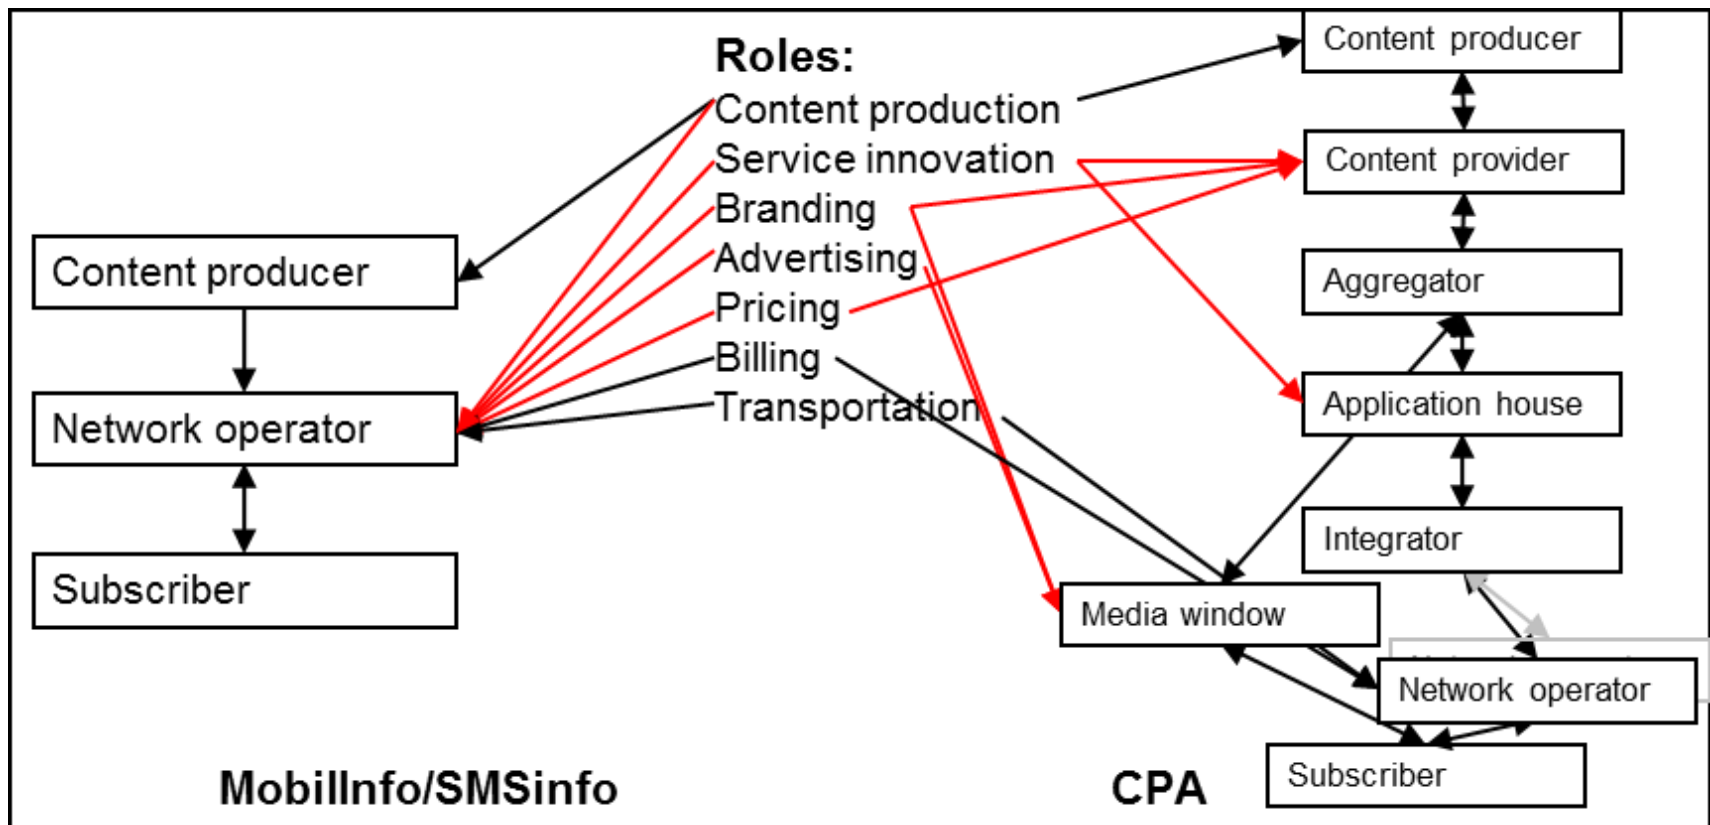 Roles:
Content production
Service innovation
Branding
Advertising
Pricing
Billing
Transportation
Content producer
Network operator
Subscriber
MobilInfo/SMSinfo
Content producer
Content provider
Aggregator
Application house
Integrator
Media window
Network operator
Subscriber
CPA